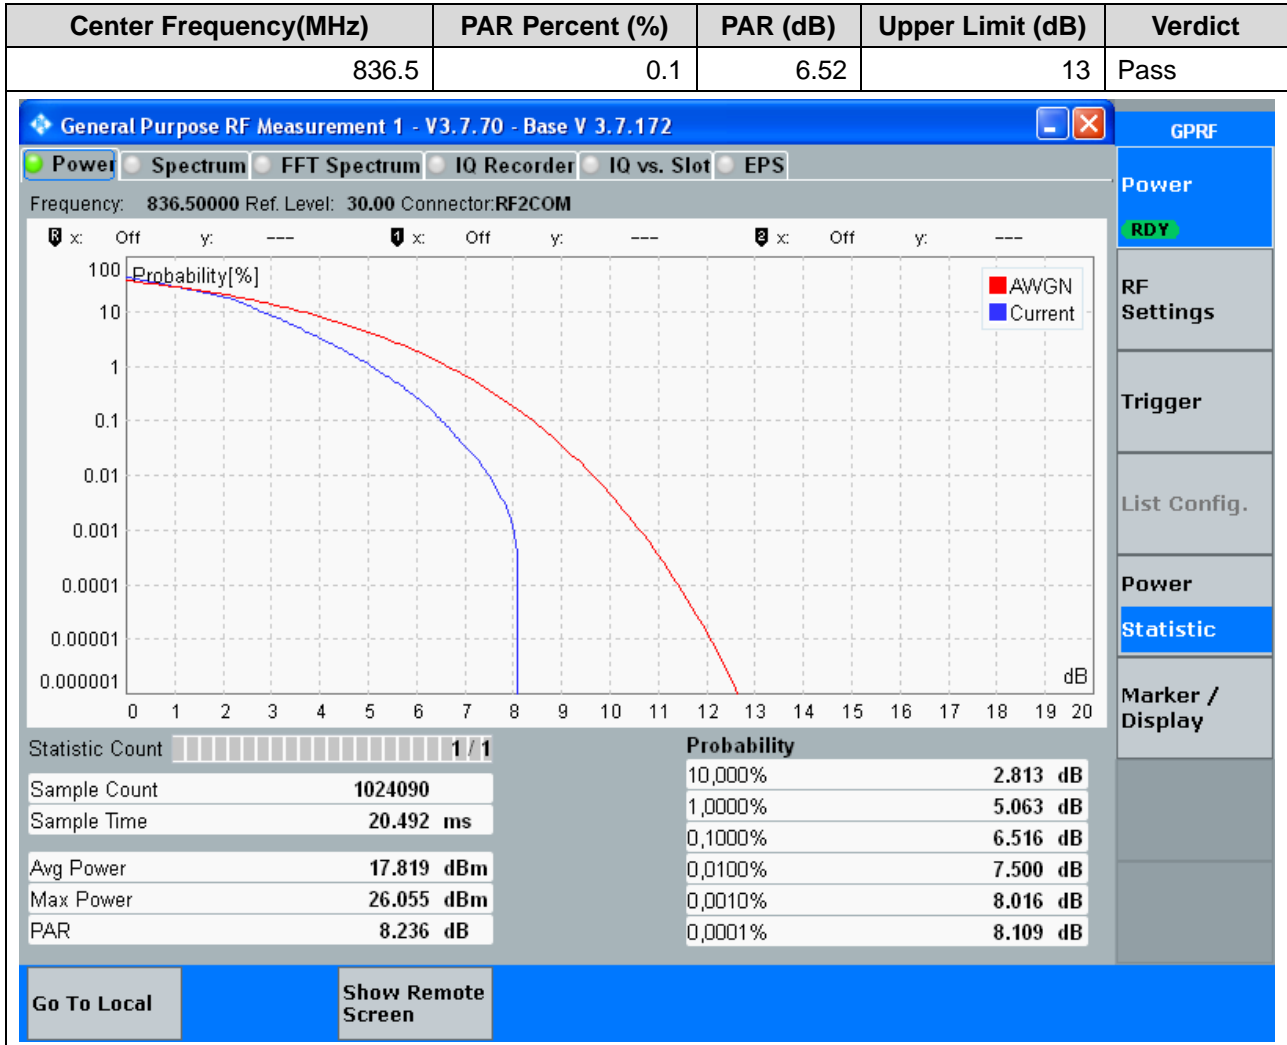 Center Frequency(MHz) PAR Percent (%) PAR (dB) Upper Limit (dB) Verdict
836.5 0.1 6.52 13 Pass
General Purpose RF Measurement 1 - V3.7.70 - Base V 3.7.172
GPRF
Power Spectrum FFT Spectrum IQ Recorder IQ vs. Slot EPS
Frequency: 836.50000 Ref. Level: 30.00 Connector:RF2COM
R x: Off y: --- 1 x: Off y: --- 2 x: Off y: ---
Probability[%]
AWGN
Current
100
10
1
0.1
0.01
0.001
0.0001
0.00001
0.000001
dB
0 1 2 3 4 5 6 7 8 9 10 11 12 13 14 15 16 17 18 19 20
Statistic Count 1 / 1
Sample Count 1024090
Sample Time 20.492 ms
Avg Power 17.819 dBm
Max Power 26.055 dBm
PAR 8.236 dB
Probability
10,000% 2.813 dB
1,0000% 5.063 dB
0,1000% 6.516 dB
0,0100% 7.500 dB
0,0010% 8.016 dB
0,0001% 8.109 dB
Power
RDY
RF
Settings
Trigger
List Config.
Power
Statistic
Marker /
Display
Go To Local
Show Remote
Screen